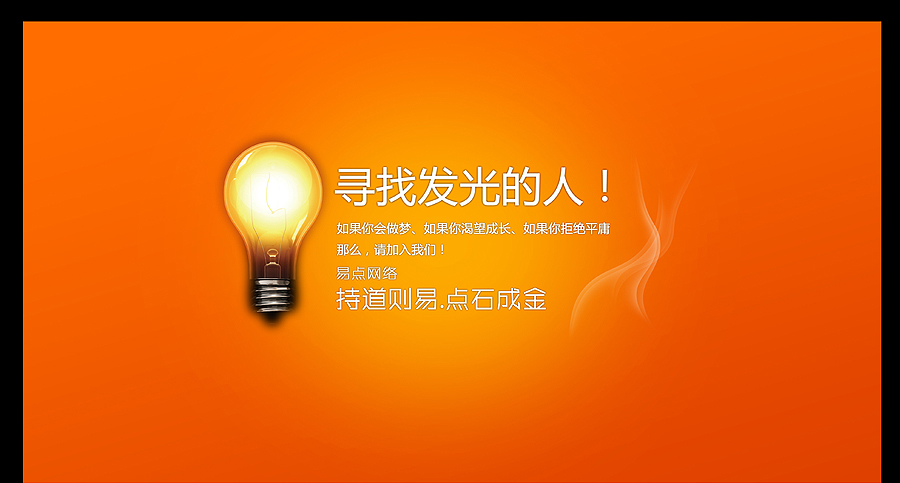 寻找发光的人！
如果你会做梦、如果你渴望成长、如果你拒绝平庸
那么，请加入我们！
易点网络
持道则易.点石成金